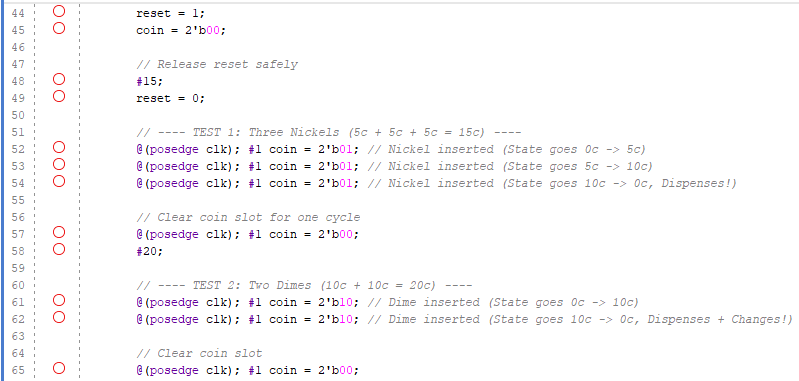 44 reset = 1;
45 coin = 2'b00;
46
47 // Release reset safely
48 #15;
49 reset = 0;
50
51 // ---- TEST 1: Three Nickels (5c + 5c + 5c = 15c) ----
52 @(posedge clk); #1 coin = 2'b01; // Nickel inserted (State goes 0c -> 5c)
53 @(posedge clk); #1 coin = 2'b01; // Nickel inserted (State goes 5c -> 10c)
54 @(posedge clk); #1 coin = 2'b01; // Nickel inserted (State goes 10c -> 0c, Dispenses!)
55
56 // Clear coin slot for one cycle
57 @(posedge clk); #1 coin = 2'b00;
58 #20;
59
60 // ---- TEST 2: Two Dimes (10c + 10c = 20c) ----
61 @(posedge clk); #1 coin = 2'b10; // Dime inserted (State goes 0c -> 10c)
62 @(posedge clk); #1 coin = 2'b10; // Dime inserted (State goes 10c -> 0c, Dispenses + Changes!)
63
64 // Clear coin slot
65 @(posedge clk); #1 coin = 2'b00;